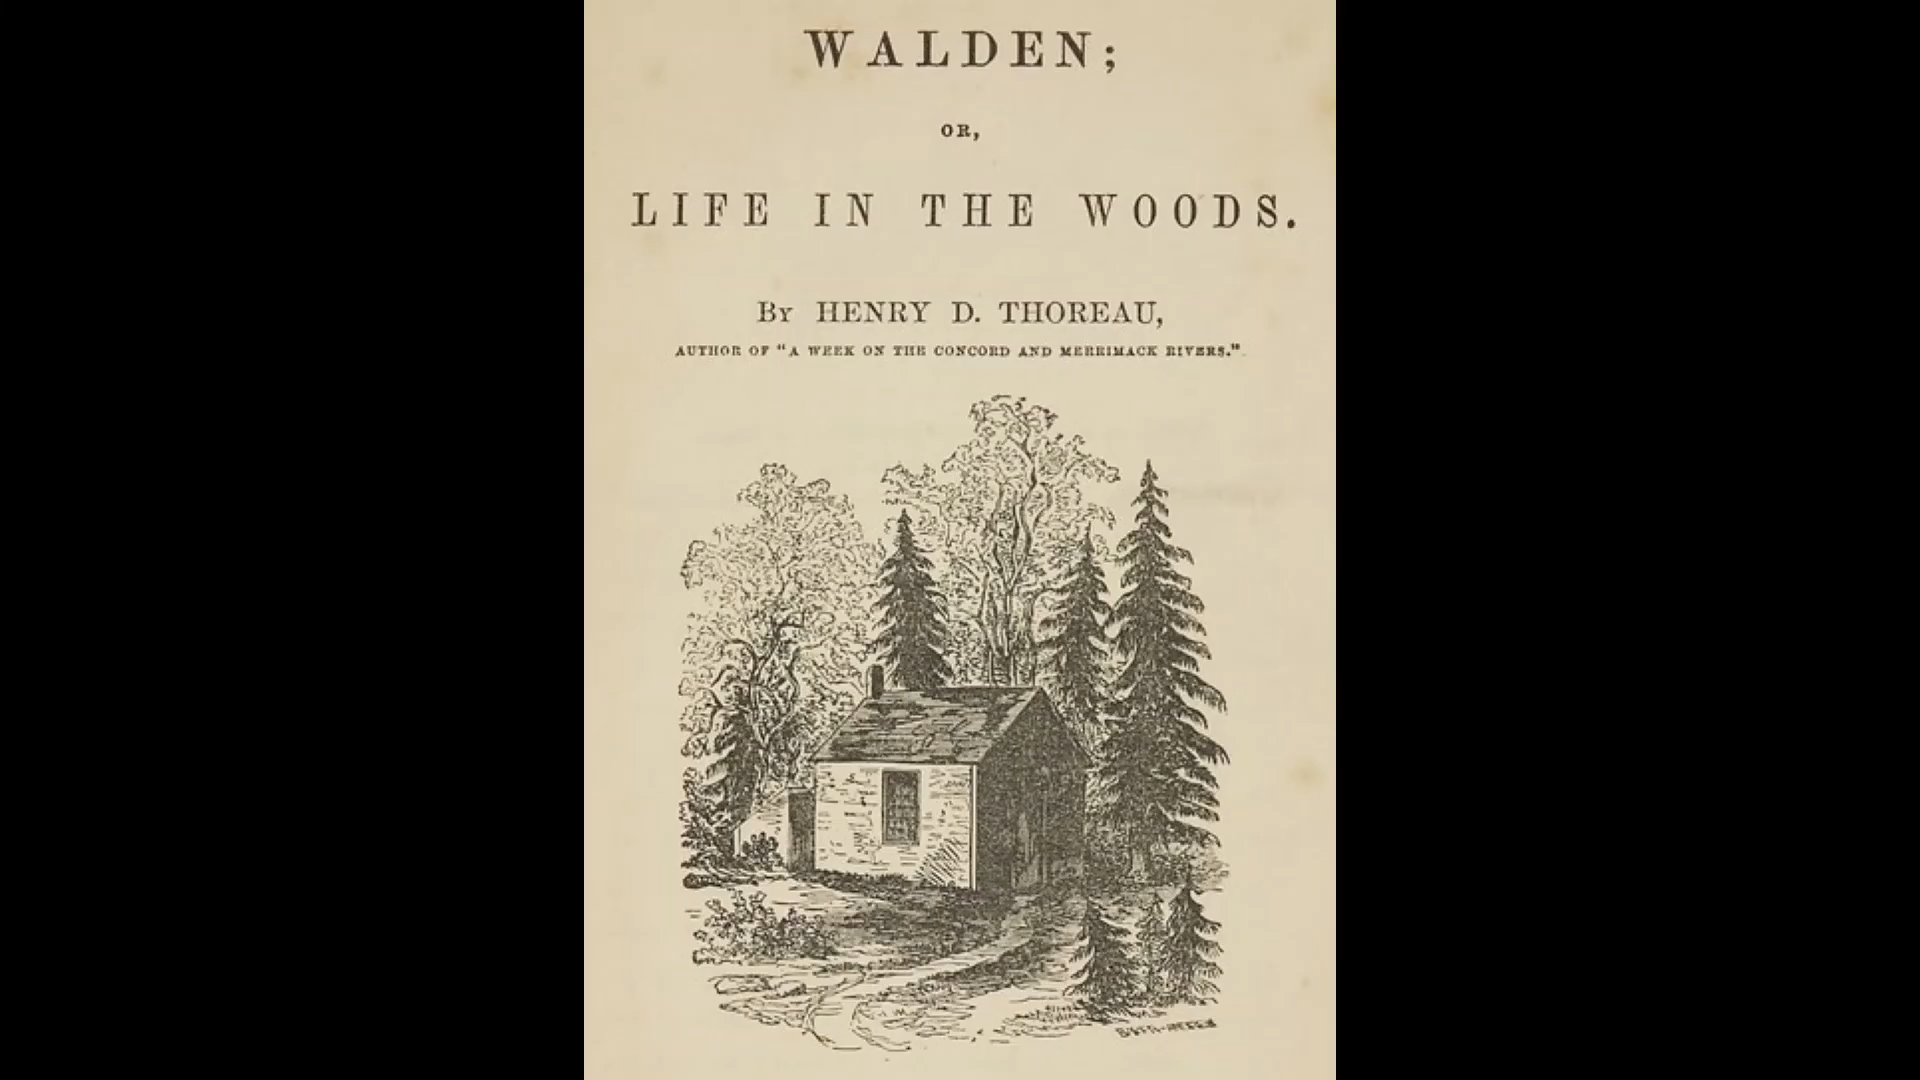 WALDEN;
OR,
LIFE IN THE WOODS.
By HENRY D. THOREAU,
AUTHOR OF "A WEEK ON THE CONCORD AND MERRIMACK RIVERS."